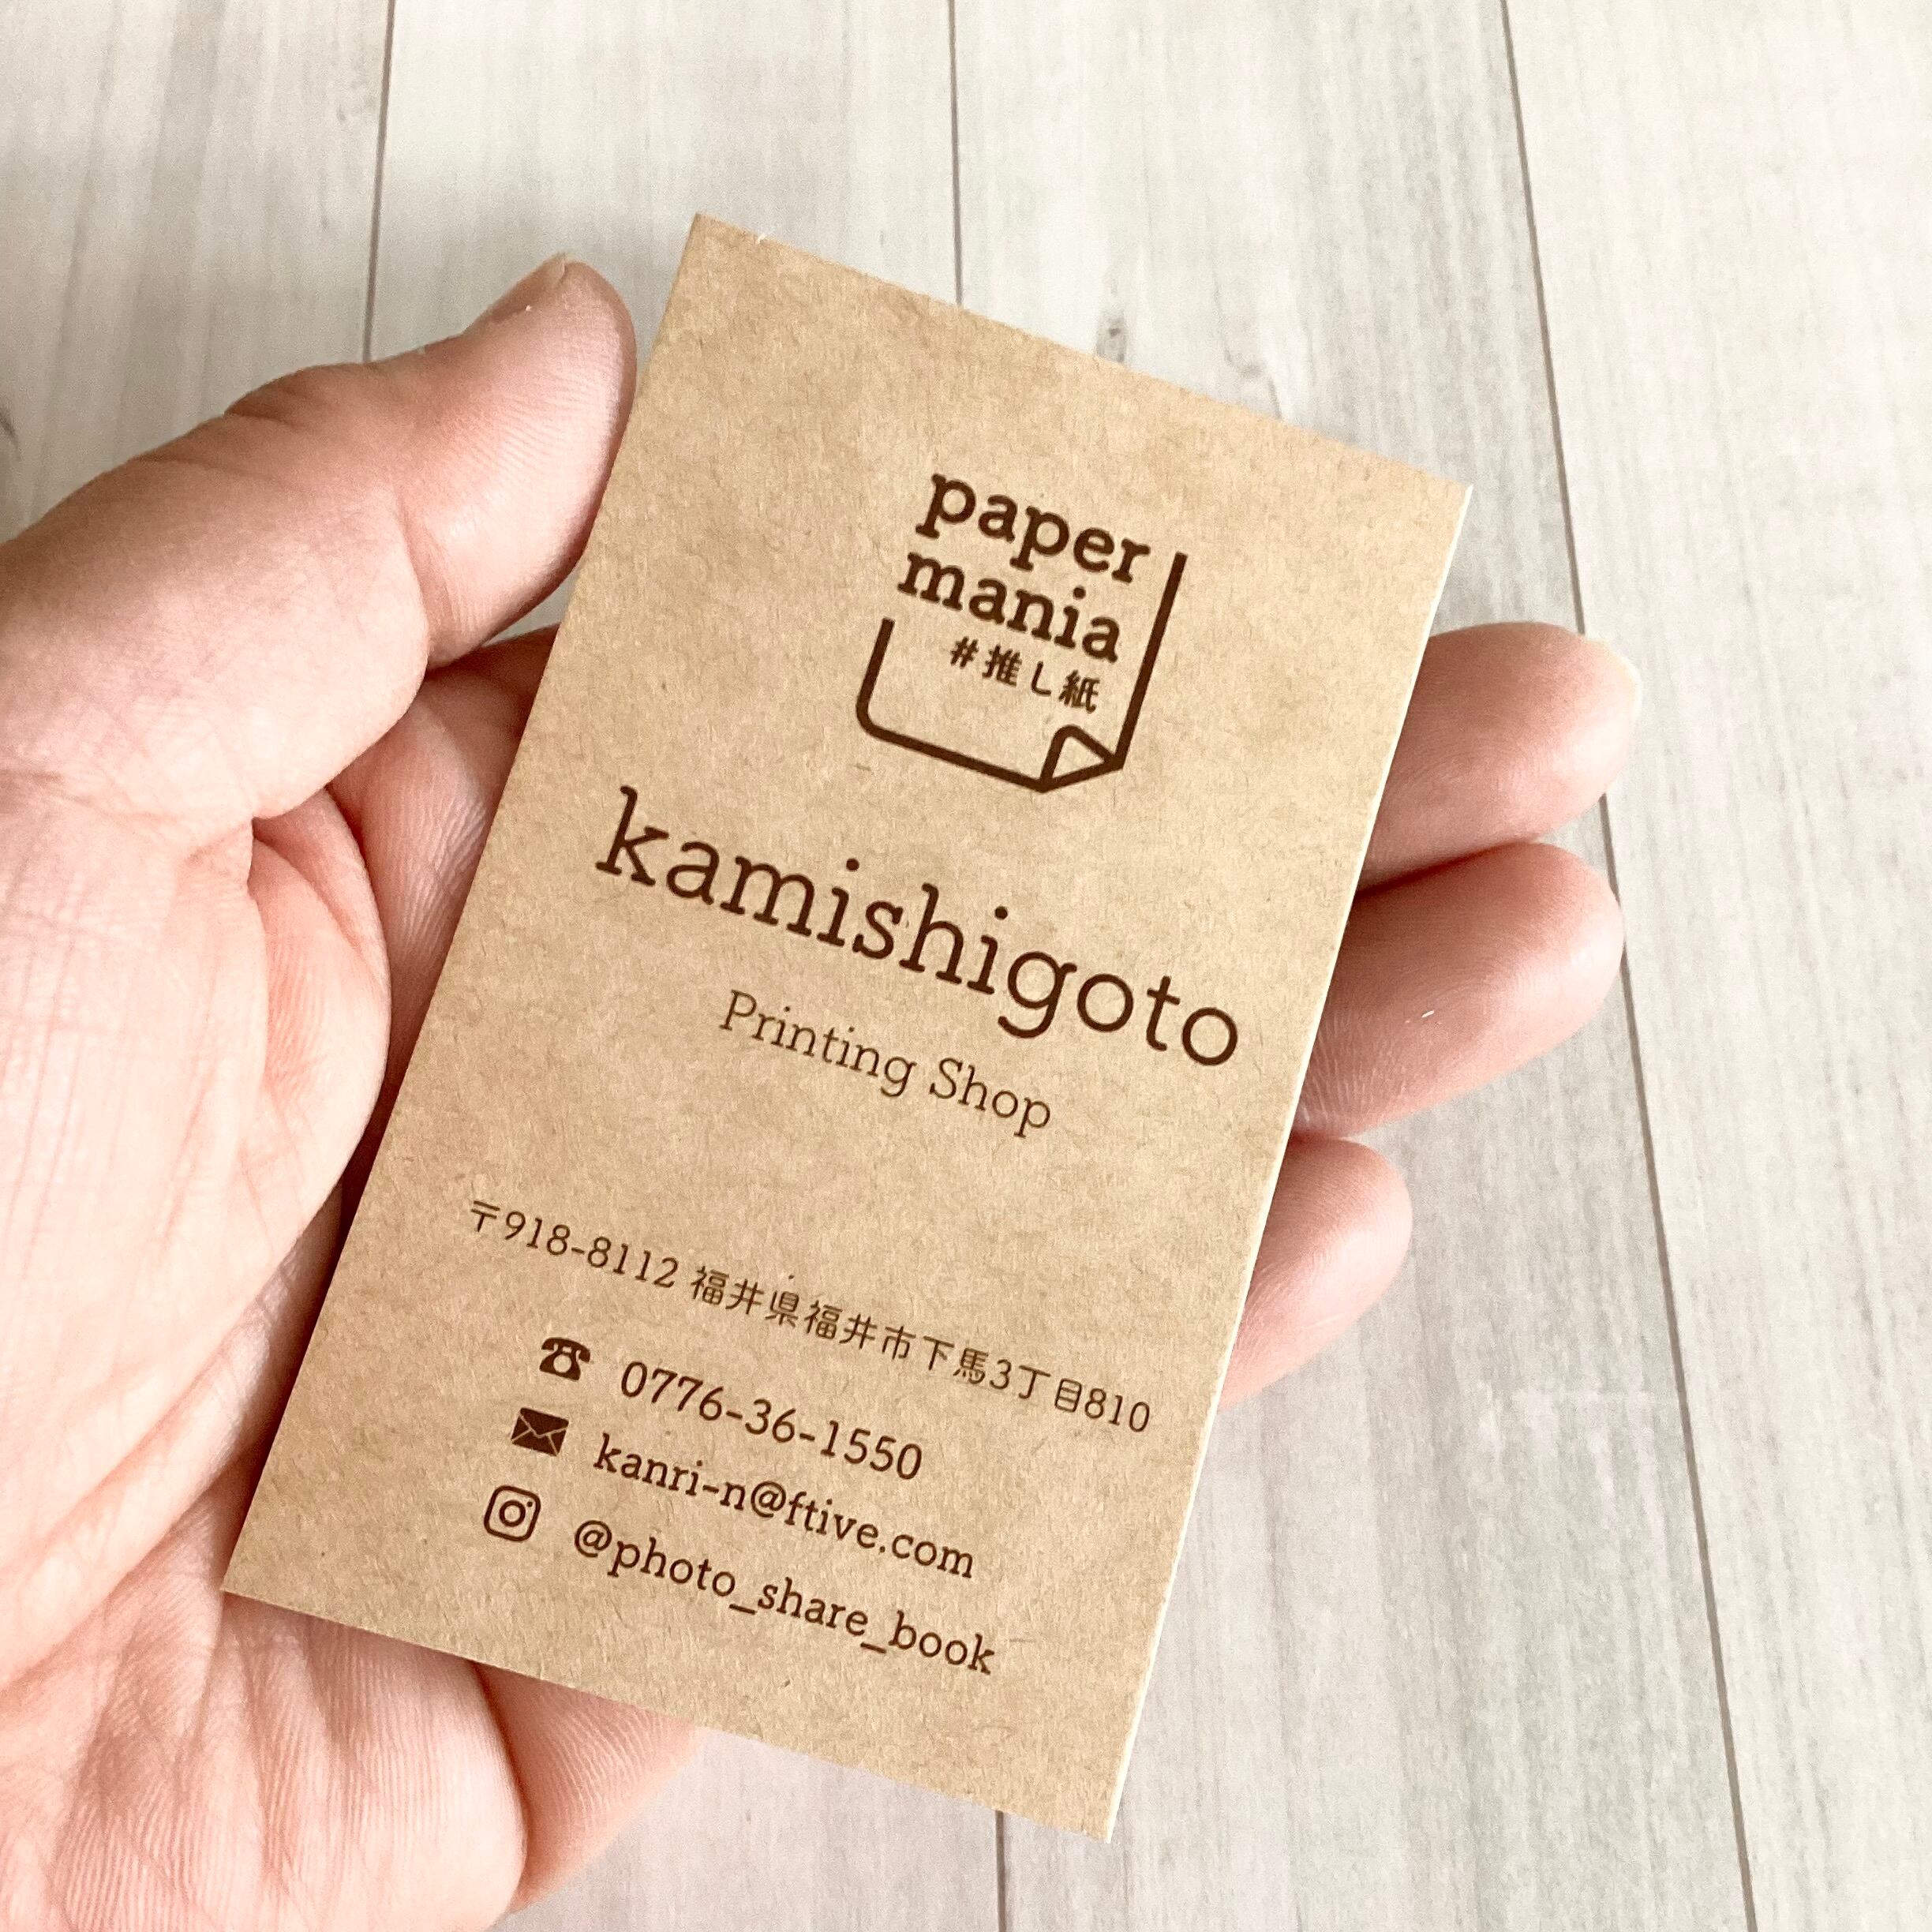 paper
mania
#推し紙
kamishigoto
Printing Shop
〒918-8112 福井県福井市下馬3丁目810
☎ 0776-36-1550
✉ kanri-n@ftive.com
@photo_share_book